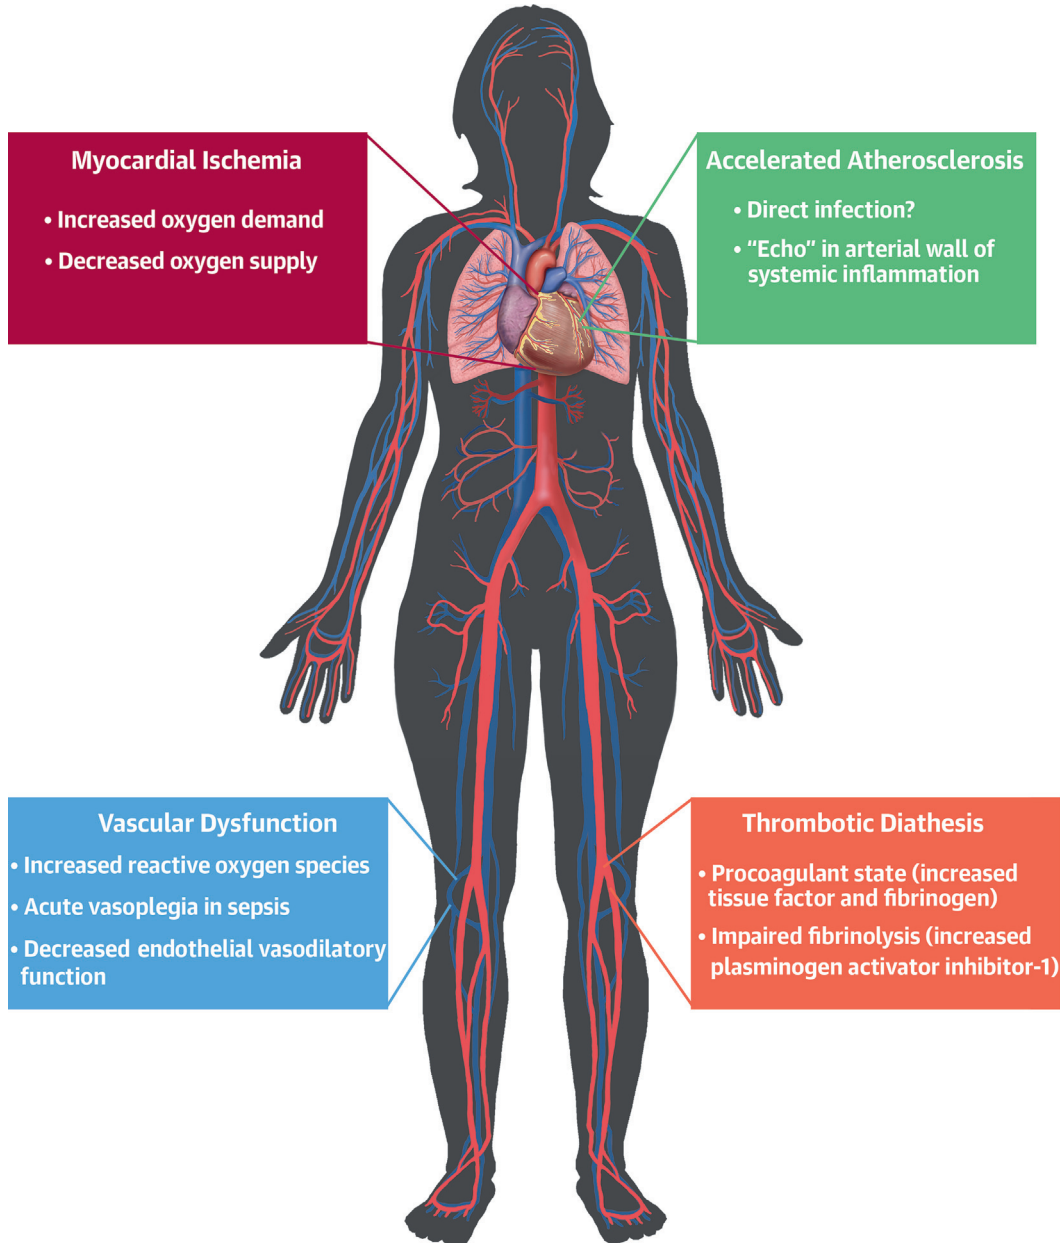 Myocardial Ischemia
• Increased oxygen demand
• Decreased oxygen supply
Accelerated Atherosclerosis
• Direct infection?
• “Echo” in arterial wall of
systemic inflammation
Vascular Dysfunction
• Increased reactive oxygen species
• Acute vasoplegia in sepsis
• Decreased endothelial vasodilatory
function
Thrombotic Diathesis
• Procoagulant state (increased
tissue factor and fibrinogen)
• Impaired fibrinolysis (increased
plasminogen activator inhibitor-1)